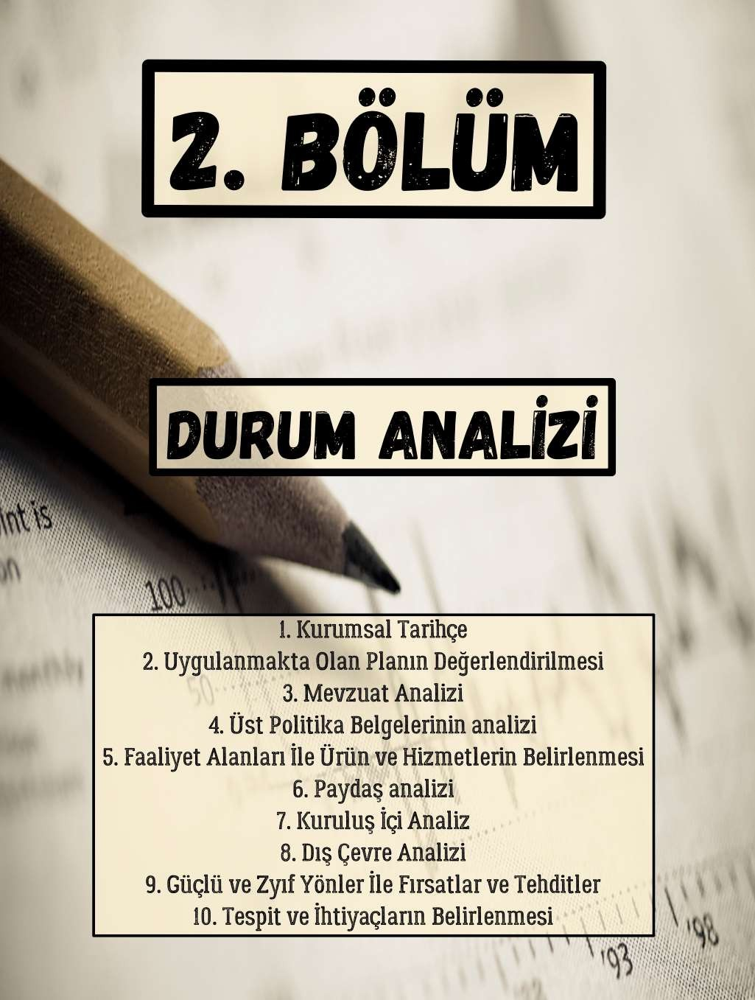 2. BÖLÜM
DURUM ANALİZİ
int is
on
100
50
monthly
1. Kurumsal Tarihçe
2. Uygulanmakta Olan Planın Değerlendirilmesi
3. Mevzuat Analizi
4. Üst Politika Belgelerinin analizi
5. Faaliyet Alanları İle Ürün ve Hizmetlerin Belirlenmesi
6. Paydaş analizi
7. Kuruluş İçi Analiz
8. Dış Çevre Analizi
9. Güçlü ve Zyıf Yönler İle Fırsatlar ve Tehditler
10. Tespit ve İhtiyaçların Belirlenmesi
'93
'98